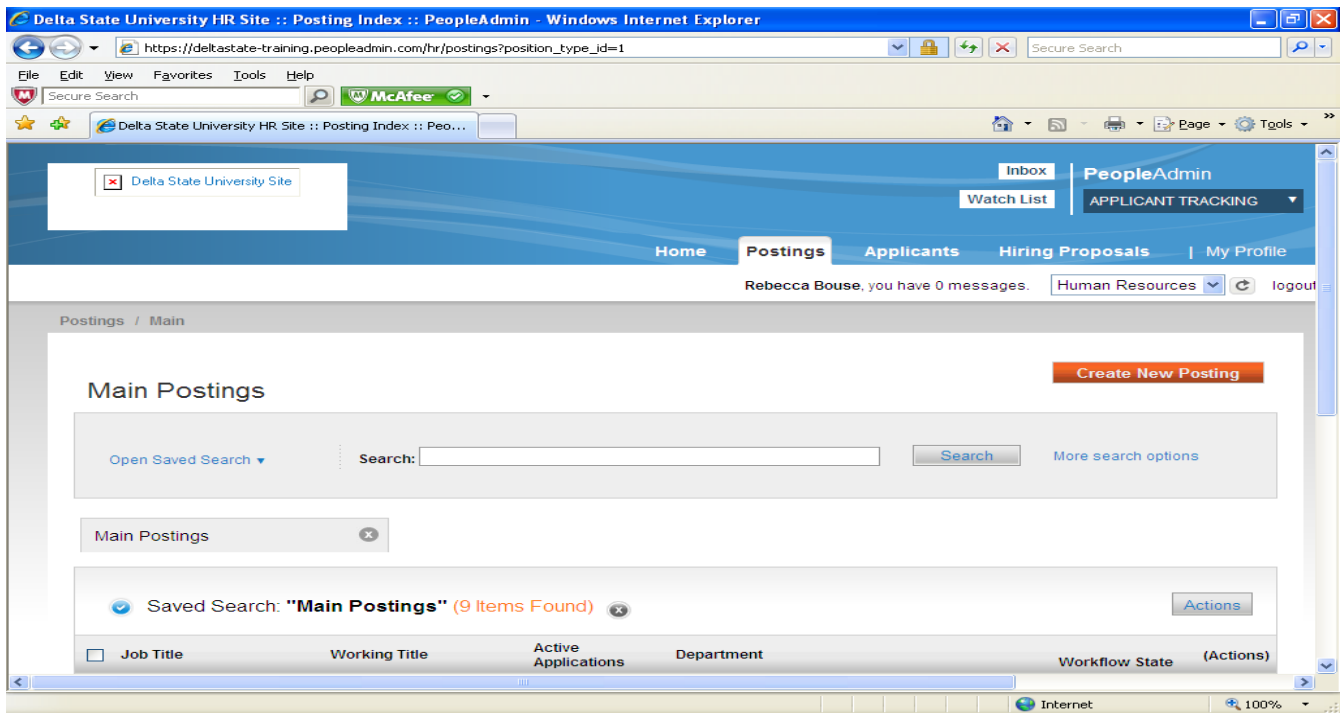 Delta State University HR Site :: Posting Index :: PeopleAdmin - Windows Internet Explorer
https://deltastate-training.peopleadmin.com/hr/postings?position_type_id=1
Secure Search
File Edit View Favorites Tools Help
Secure Search McAfee
Delta State University HR Site :: Posting Index :: Peo... Page Tools
Delta State University Site
Inbox PeopleAdmin
Watch List APPLICANT TRACKING
Home Postings Applicants Hiring Proposals | My Profile
Rebecca Bouse, you have 0 messages. Human Resources logout
Postings / Main
Create New Posting
Main Postings
Open Saved Search Search: Search More search options
Main Postings
Saved Search: "Main Postings" (9 Items Found) Actions
Job Title Working Title Active Applications Department Workflow State (Actions)
Internet 100%